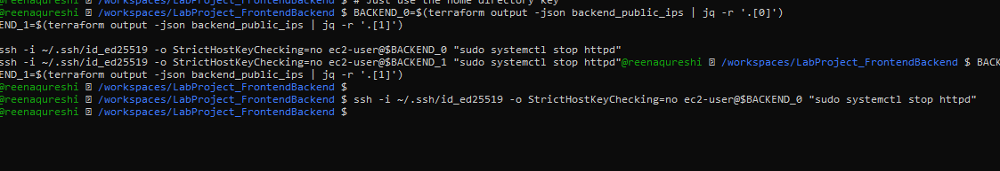 @reenaqureshi /workspaces/LabProject_FrontendBackend $ # Just use the home directory key
@reenaqureshi /workspaces/LabProject_FrontendBackend $ BACKEND_0=$(terraform output -json backend_public_ips | jq -r '.[0]')
END_1=$(terraform output -json backend_public_ips | jq -r '.[1]')
ssh -i ~/.ssh/id_ed25519 -o StrictHostKeyChecking=no ec2-user@$BACKEND_0 "sudo systemctl stop httpd"
ssh -i ~/.ssh/id_ed25519 -o StrictHostKeyChecking=no ec2-user@$BACKEND_1 "sudo systemctl stop httpd"@reenaqureshi /workspaces/LabProject_FrontendBackend $ BACK
END_1=$(terraform output -json backend_public_ips | jq -r '.[1]')
@reenaqureshi /workspaces/LabProject_FrontendBackend $
@reenaqureshi /workspaces/LabProject_FrontendBackend $ ssh -i ~/.ssh/id_ed25519 -o StrictHostKeyChecking=no ec2-user@$BACKEND_0 "sudo systemctl stop httpd"
@reenaqureshi /workspaces/LabProject_FrontendBackend $